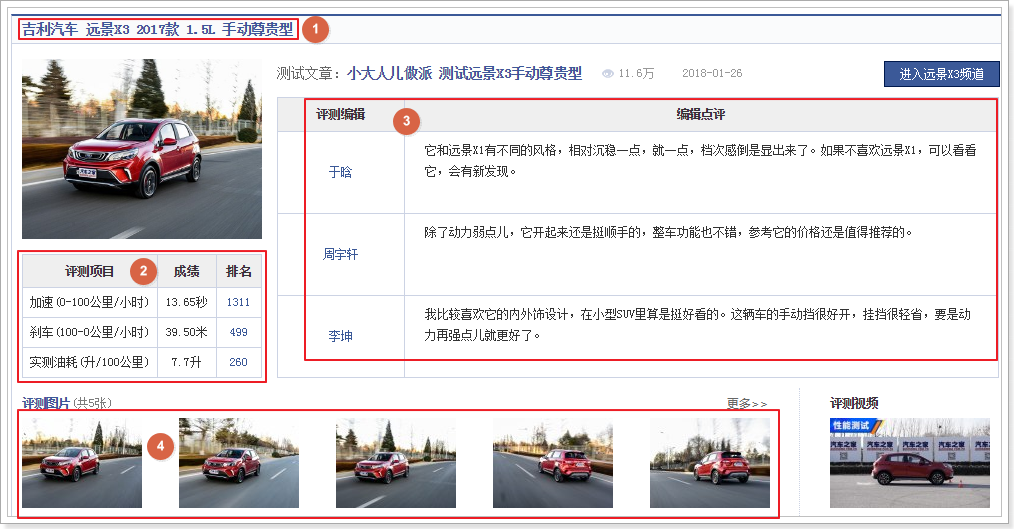 吉利汽车 远景X3 2017款 1.5L 手动尊贵型
1
测试文章：小大人儿做派 测试远景X3手动尊贵型 11.6万 2018-01-26 进入远景X3频道
评测编辑 3 编辑点评
于晗
它和远景X1有不同的风格，相对沉稳一点，就一点，档次感倒是显出来了。如果不喜欢远景X1，可以看看
它，会有新发现。
周宇轩
除了动力弱点儿，它开起来还是挺顺手的，整车功能也不错，参考它的价格还是值得推荐的。
李坤
我比较喜欢它的内外饰设计，在小型SUV里算是挺好看的。这辆车的手动挡很好开，挂挡很轻省，要是动
力再强点儿就更好了。
评测项目 2 成绩 排名
加速(0-100公里/小时) 13.65秒 1311
刹车(100-0公里/小时) 39.50米 499
实测油耗(升/100公里) 7.7升 260
评测图片(共5张) 更多>>
4
评测视频
性能测试
汽车之家 汽车之家 汽车之家